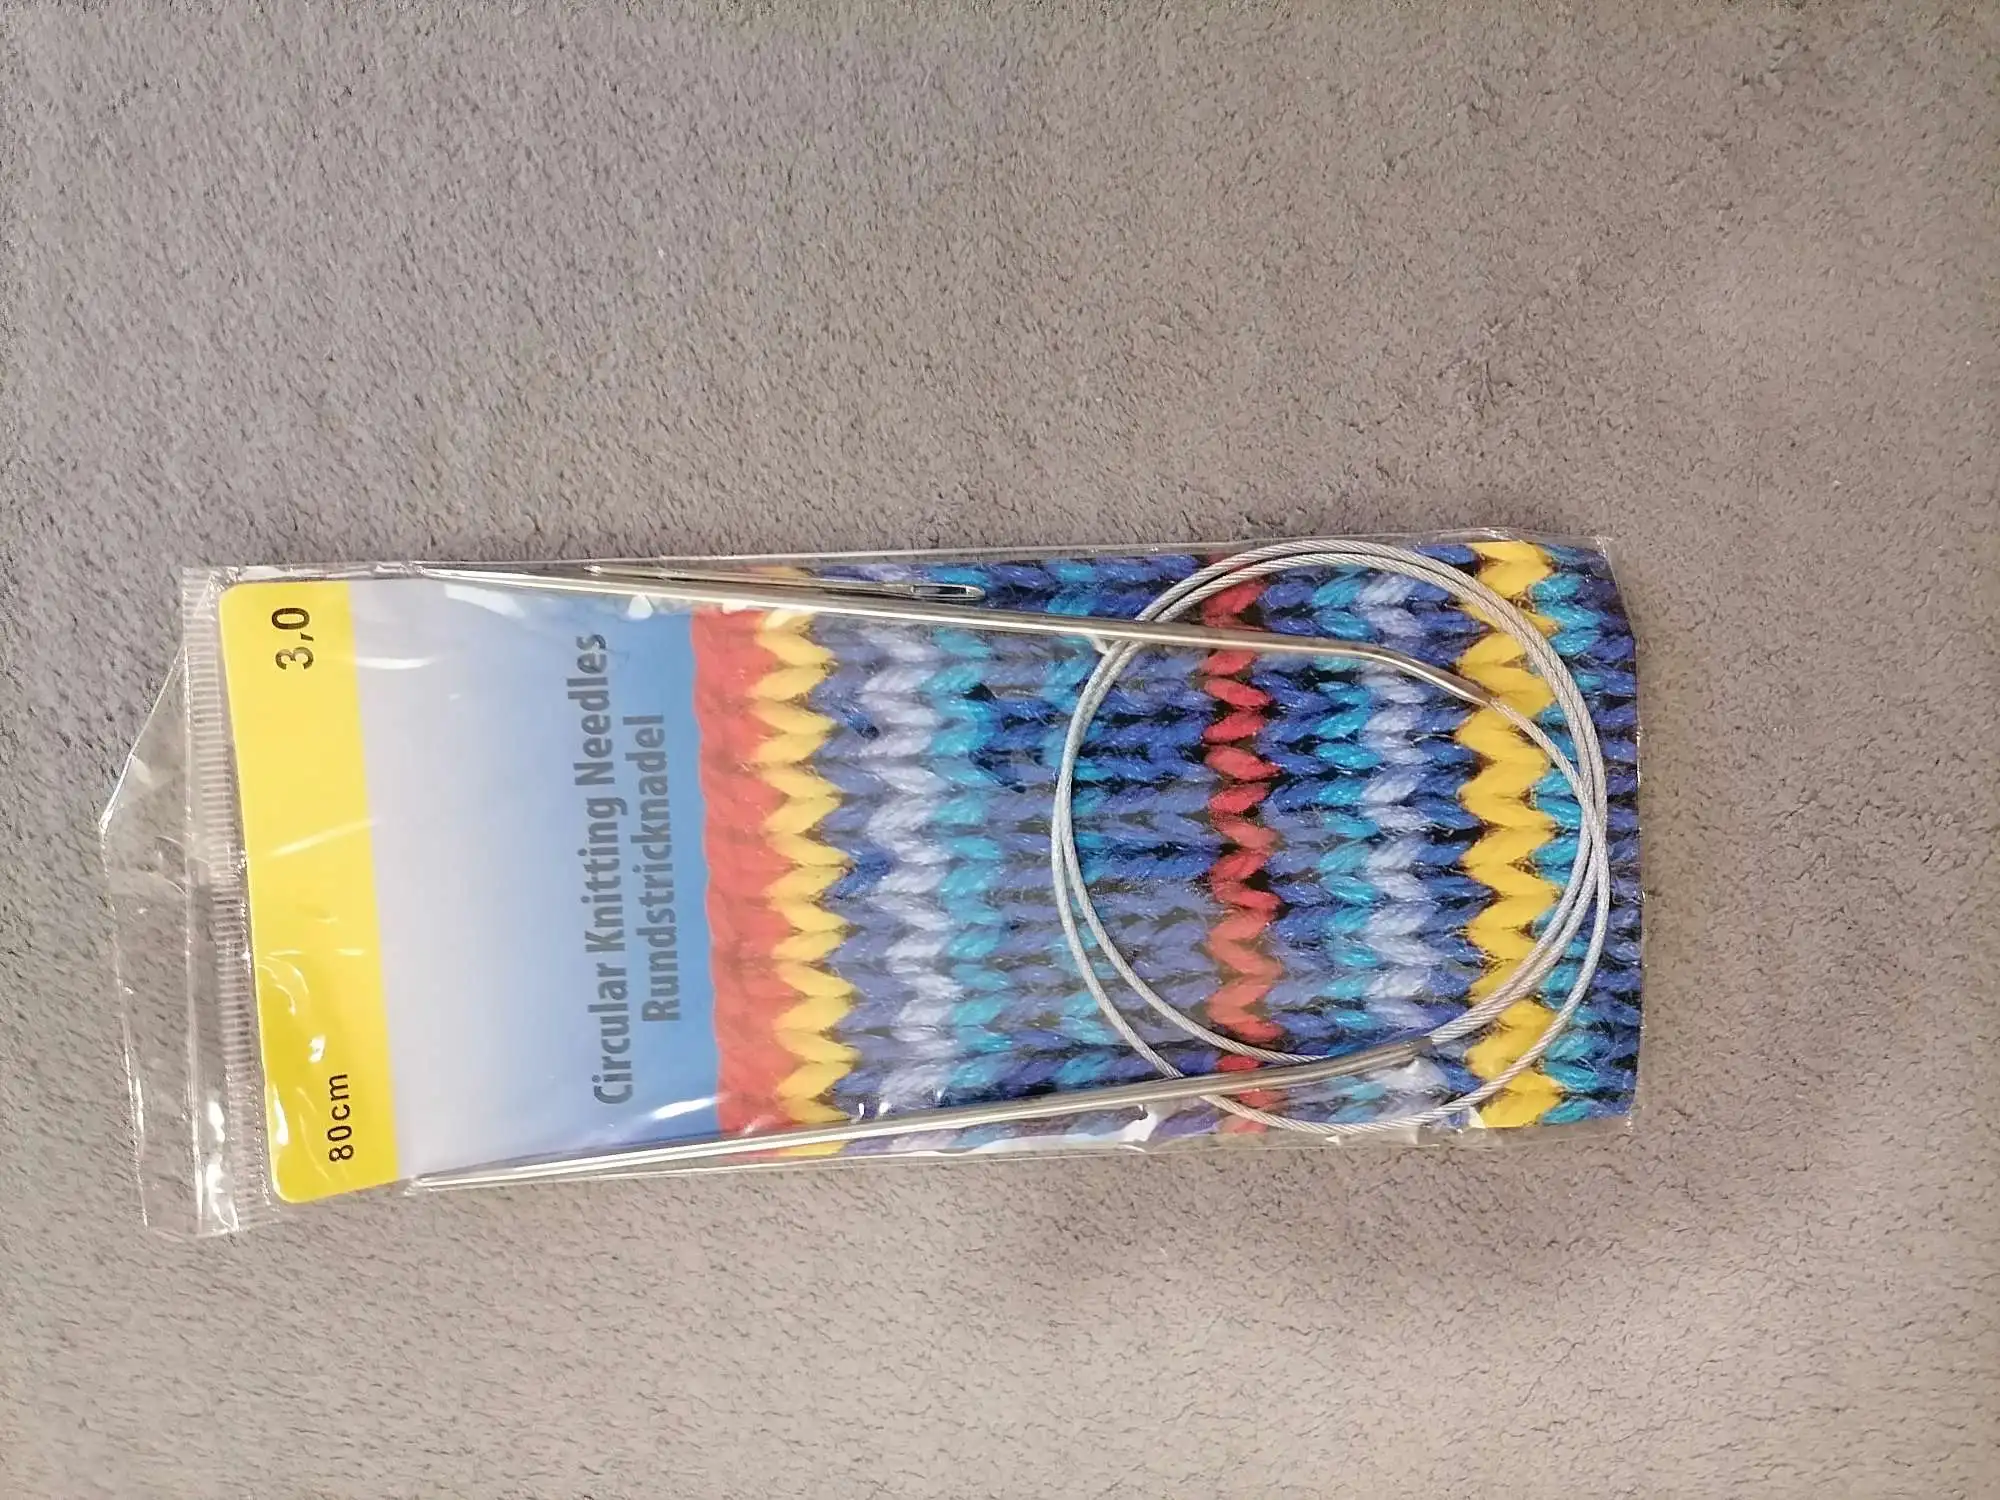 80cm 3,0
Circular Knitting Needles
Rundstricknadel